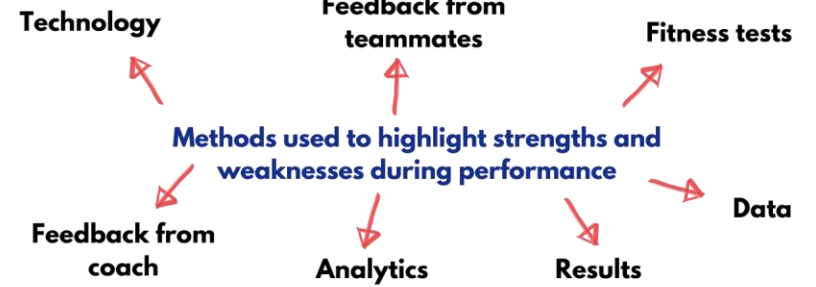 Technology
Feedback from
teammates
Fitness tests
Methods used to highlight strengths and
weaknesses during performance
Data
Feedback from
coach
Analytics
Results